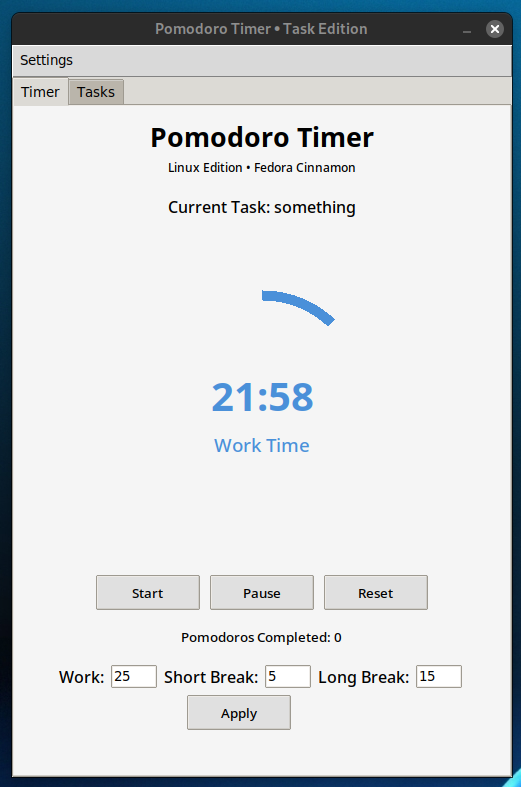 Pomodoro Timer • Task Edition
Settings
Timer Tasks
Pomodoro Timer
Linux Edition • Fedora Cinnamon
Current Task: something
21:58
Work Time
Start Pause Reset
Pomodoros Completed: 0
Work: 25 Short Break: 5 Long Break: 15
Apply